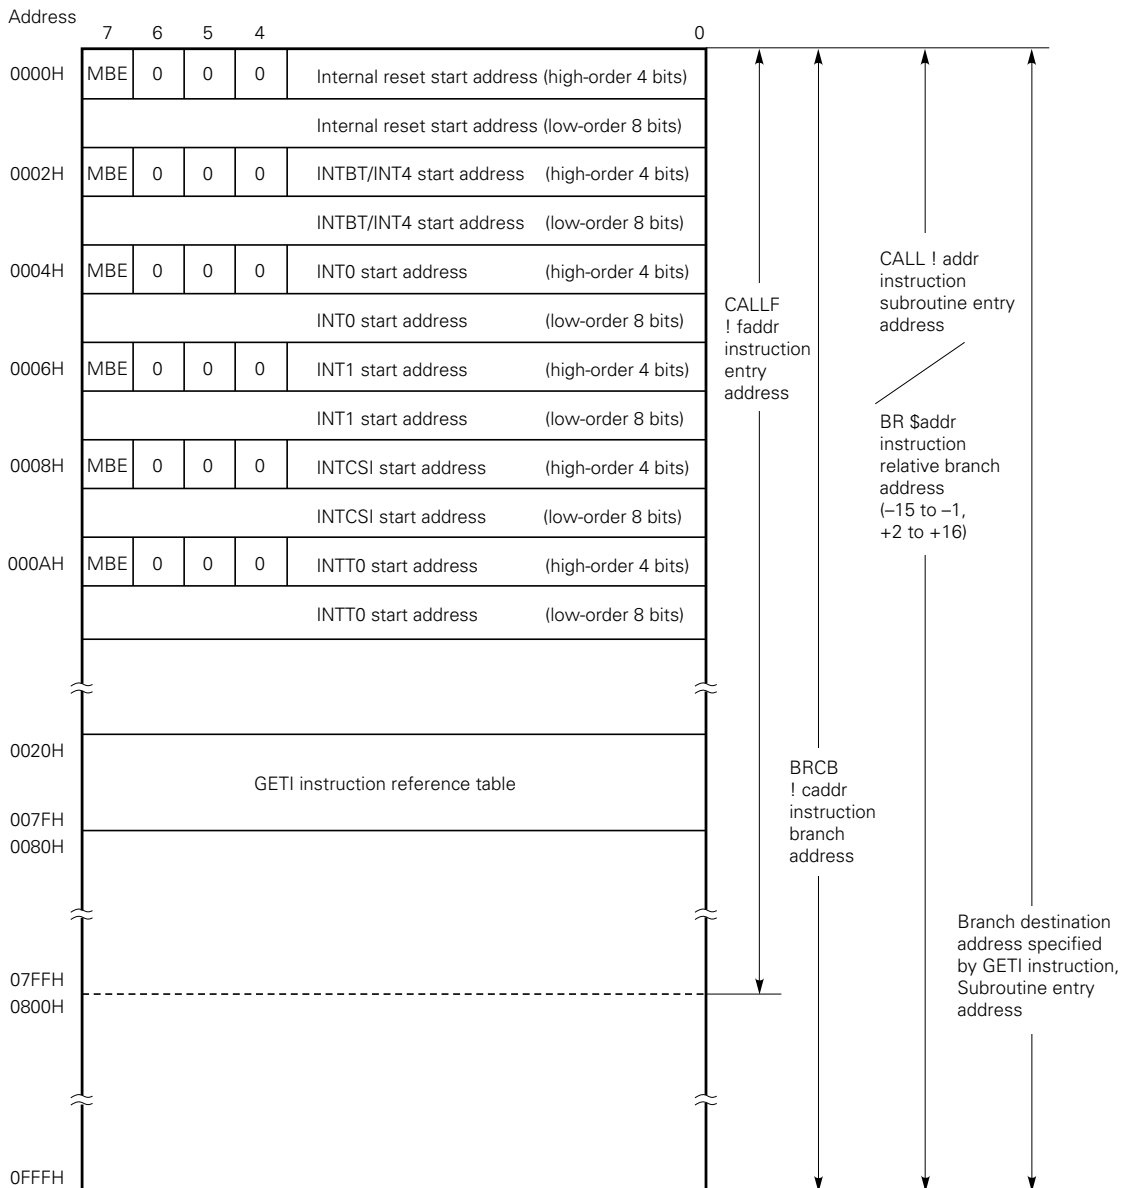 Address
7 6 5 4 0
0000H MBE 0 0 0 Internal reset start address (high-order 4 bits)
Internal reset start address (low-order 8 bits)
0002H MBE 0 0 0 INTBT/INT4 start address (high-order 4 bits)
INTBT/INT4 start address (low-order 8 bits)
0004H MBE 0 0 0 INT0 start address (high-order 4 bits)
INT0 start address (low-order 8 bits)
0006H MBE 0 0 0 INT1 start address (high-order 4 bits)
INT1 start address (low-order 8 bits)
0008H MBE 0 0 0 INTCSI start address (high-order 4 bits)
INTCSI start address (low-order 8 bits)
000AH MBE 0 0 0 INTT0 start address (high-order 4 bits)
INTT0 start address (low-order 8 bits)
0020H
GETI instruction reference table
007FH
0080H
07FFH
0800H
0FFFH
CALLF
! faddr
instruction
entry
address
BRCB
! caddr
instruction
branch
address
CALL ! addr
instruction
subroutine entry
address
BR $addr
instruction
relative branch
address
(–15 to –1,
+2 to +16)
Branch destination
address specified
by GETI instruction,
Subroutine entry
address